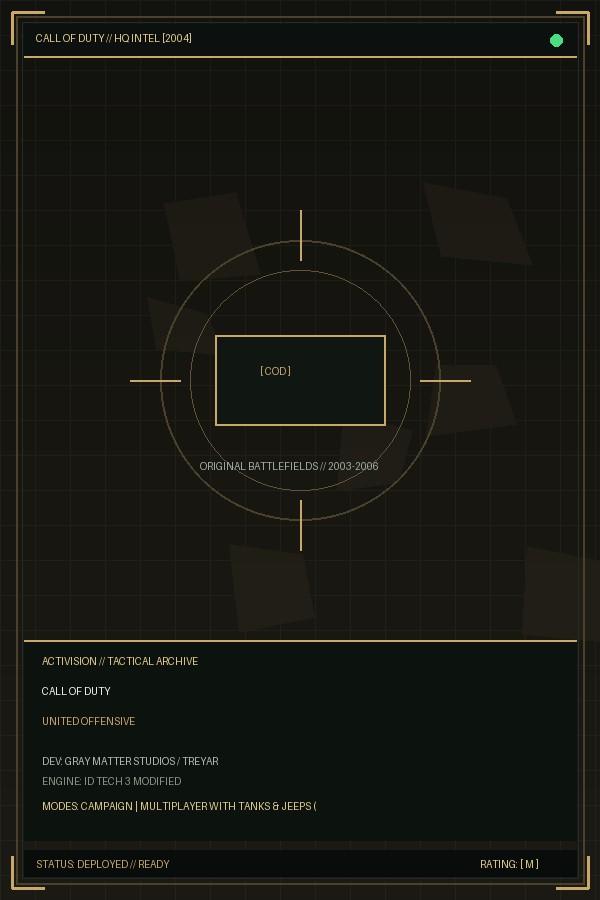 CALL OF DUTY // HQ INTEL [2004]
[COD]
ORIGINAL BATTLEFIELDS // 2003-2006
ACTIVISION // TACTICAL ARCHIVE
CALL OF DUTY
UNITED OFFENSIVE
DEV: GRAY MATTER STUDIOS / TREYAR
ENGINE: ID TECH 3 MODIFIED
MODES: CAMPAIGN | MULTIPLAYER WITH TANKS & JEEPS (
STATUS: DEPLOYED // READY
RATING: [ M ]